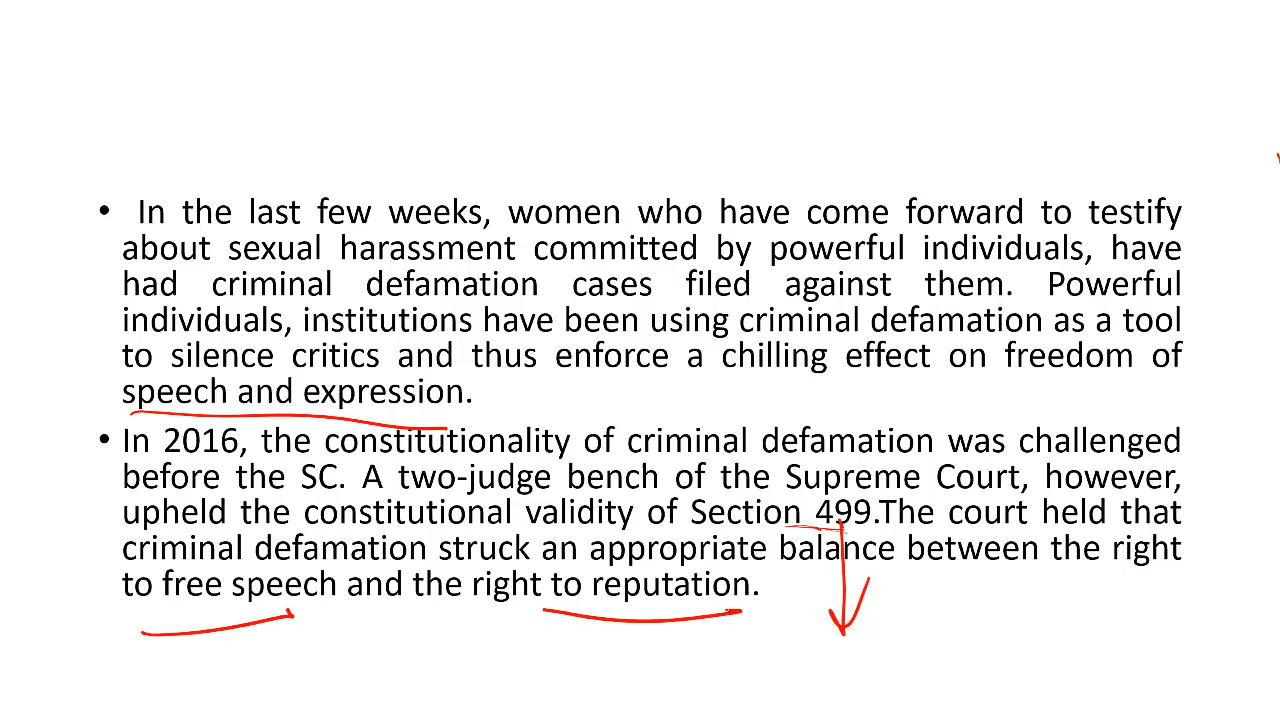 • In the last few weeks, women who have come forward to testify
about sexual harassment committed by powerful individuals, have
had criminal defamation cases filed against them. Powerful
individuals, institutions have been using criminal defamation as a tool
to silence critics and thus enforce a chilling effect on freedom of
speech and expression.
• In 2016, the constitutionality of criminal defamation was challenged
before the SC. A two-judge bench of the Supreme Court, however,
upheld the constitutional validity of Section 499.The court held that
criminal defamation struck an appropriate balance between the right
to free speech and the right to reputation.